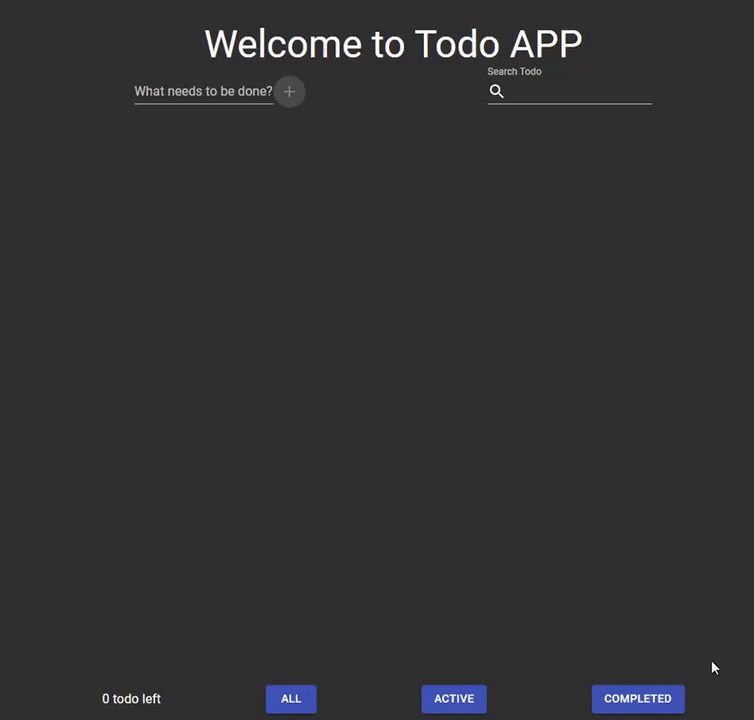 Welcome to Todo APP
Search Todo
What needs to be done?
0 todo left
ALL
ACTIVE
COMPLETED